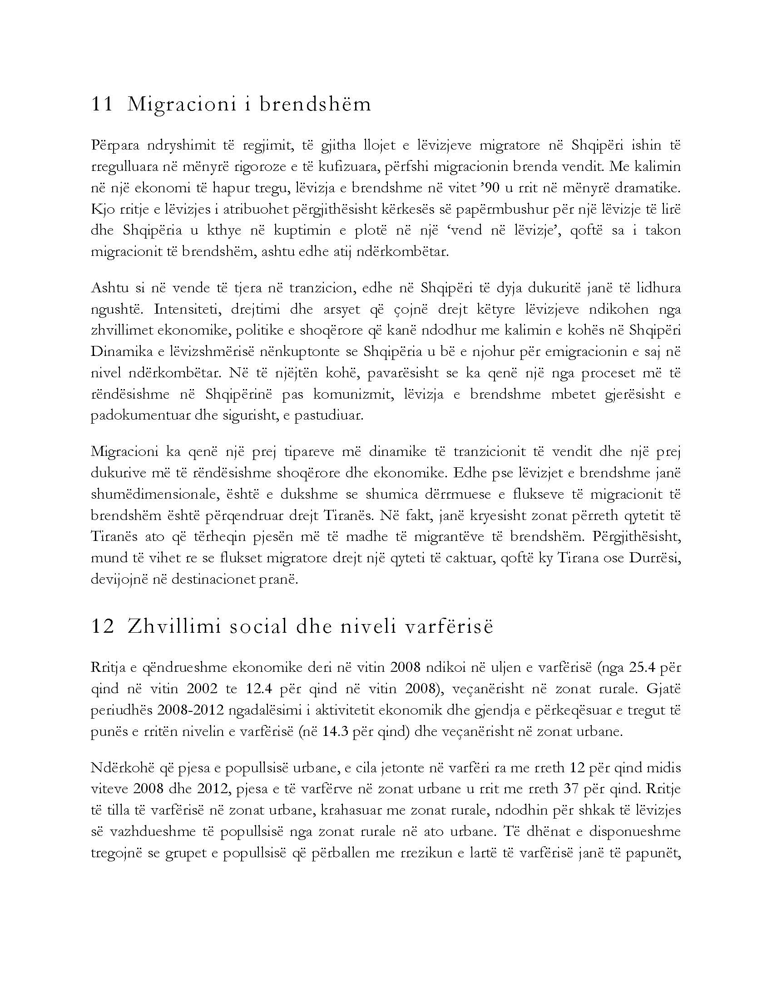 11 Migracioni i brendshëm
Përpara ndryshimit të regjimit, të gjitha llojet e lëvizjeve migratore në Shqipëri ishin të
rregulluara në mënyrë rigoroze e të kufizuara, përfshi migracionin brenda vendit. Me kalimin
në një ekonomi të hapur tregu, lëvizja e brendshme në vitet ’90 u rrit në mënyrë dramatike.
Kjo rritje e lëvizjes i atribuohet përgjithësisht kërkesës së papërmbushur për një lëvizje të lirë
dhe Shqipëria u kthye në kuptimin e plotë në një ‘vend në lëvizje’, qoftë sa i takon
migracionit të brendshëm, ashtu edhe atij ndërkombëtar.
Ashtu si në vende të tjera në tranzicion, edhe në Shqipëri të dyja dukuritë janë të lidhura
ngushtë. Intensiteti, drejtimi dhe arsyet që çojnë drejt këtyre lëvizjeve ndikohen nga
zhvillimet ekonomike, politike e shoqërore që kanë ndodhur me kalimin e kohës në Shqipëri
Dinamika e lëvizshmërisë nënkuptonte se Shqipëria u bë e njohur për emigracionin e saj në
nivel ndërkombëtar. Në të njëjtën kohë, pavarësisht se ka qenë një nga proceset më të
rëndësishme në Shqipërinë pas komunizmit, lëvizja e brendshme mbetet gjerësisht e
padokumentuar dhe sigurisht, e pastudiuar.
Migracioni ka qenë një prej tipareve më dinamike të tranzicionit të vendit dhe një prej
dukurive më të rëndësishme shoqërore dhe ekonomike. Edhe pse lëvizjet e brendshme janë
shumëdimensionale, është e dukshme se shumica dërrmuese e flukseve të migracionit të
brendshëm është përqendruar drejt Tiranës. Në fakt, janë kryesisht zonat përreth qytetit të
Tiranës ato që tërheqin pjesën më të madhe të migrantëve të brendshëm. Përgjithësisht,
mund të vihet re se flukset migratore drejt një qyteti të caktuar, qoftë ky Tirana ose Durrësi,
devijojnë në destinacionet pranë.
12 Zhvillimi social dhe niveli varfërisë
Rritja e qëndrueshme ekonomike deri në vitin 2008 ndikoi në uljen e varfërisë (nga 25.4 për
qind në vitin 2002 te 12.4 për qind në vitin 2008), veçanërisht në zonat rurale. Gjatë
periudhës 2008-2012 ngadalësimi i aktivitetit ekonomik dhe gjendja e përkeqësuar e tregut të
punës e rritën nivelin e varfërisë (në 14.3 për qind) dhe veçanërisht në zonat urbane.
Ndërkohë që pjesa e popullsisë urbane, e cila jetonte në varfëri ra me rreth 12 për qind midis
viteve 2008 dhe 2012, pjesa e të varfërve në zonat urbane u rrit me rreth 37 për qind. Rritje
të tilla të varfërisë në zonat urbane, krahasuar me zonat rurale, ndodhin për shkak të lëvizjes
së vazhdueshme të popullsisë nga zonat rurale në ato urbane. Të dhënat e disponueshme
tregojnë se grupet e popullsisë që përballen me rrezikun e lartë të varfërisë janë të papunët,